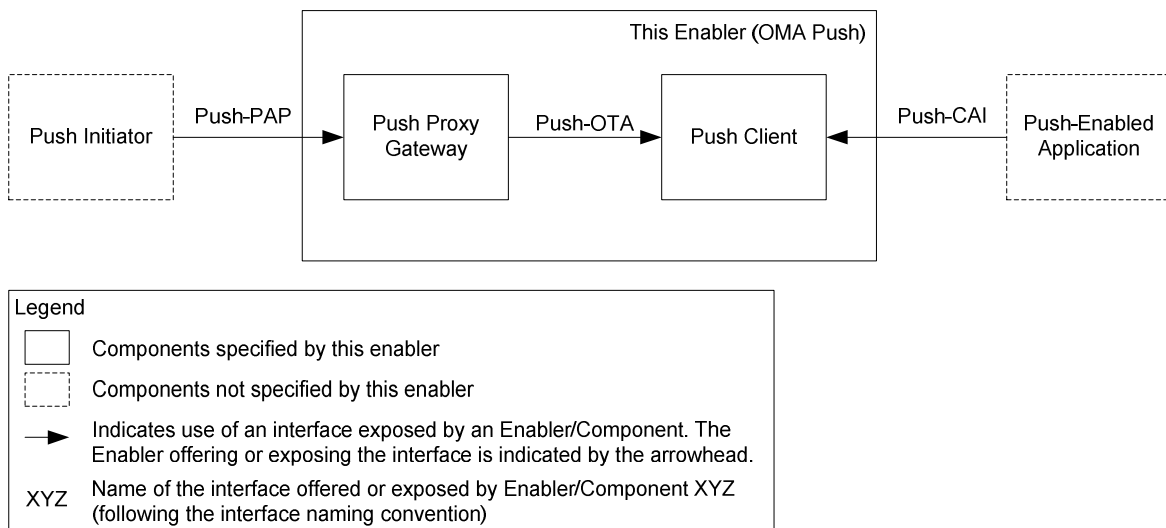 This Enabler (OMA Push)
Push Initiator
Push-PAP
Push Proxy
Gateway
Push-OTA
Push Client
Push-CAI
Push-Enabled
Application
Legend
Components specified by this enabler
Components not specified by this enabler
Indicates use of an interface exposed by an Enabler/Component. The
Enabler offering or exposing the interface is indicated by the arrowhead.
XYZ
Name of the interface offered or exposed by Enabler/Component XYZ
(following the interface naming convention)